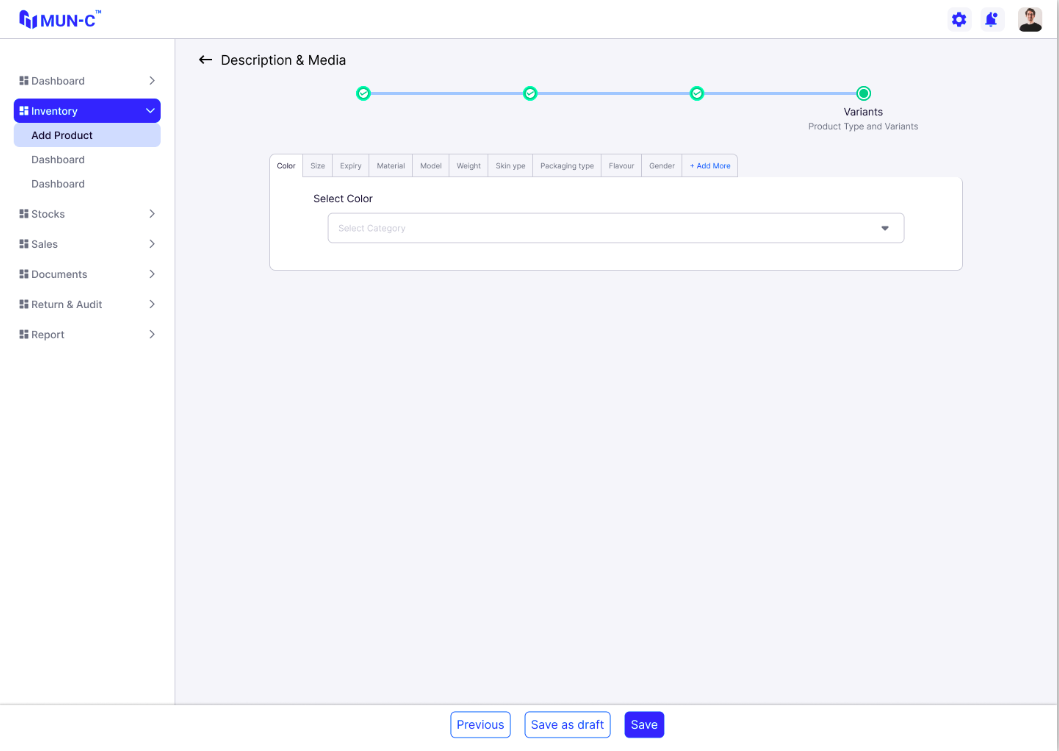 MUN-C™
Description & Media
Dashboard
Inventory
Add Product
Dashboard
Dashboard
Stocks
Sales
Documents
Return & Audit
Report
Variants
Product Type and Variants
Color Size Expiry Material Model Weight Skin ype Packaging type Flavour Gender + Add More
Select Color
Select Category
Previous Save as draft Save